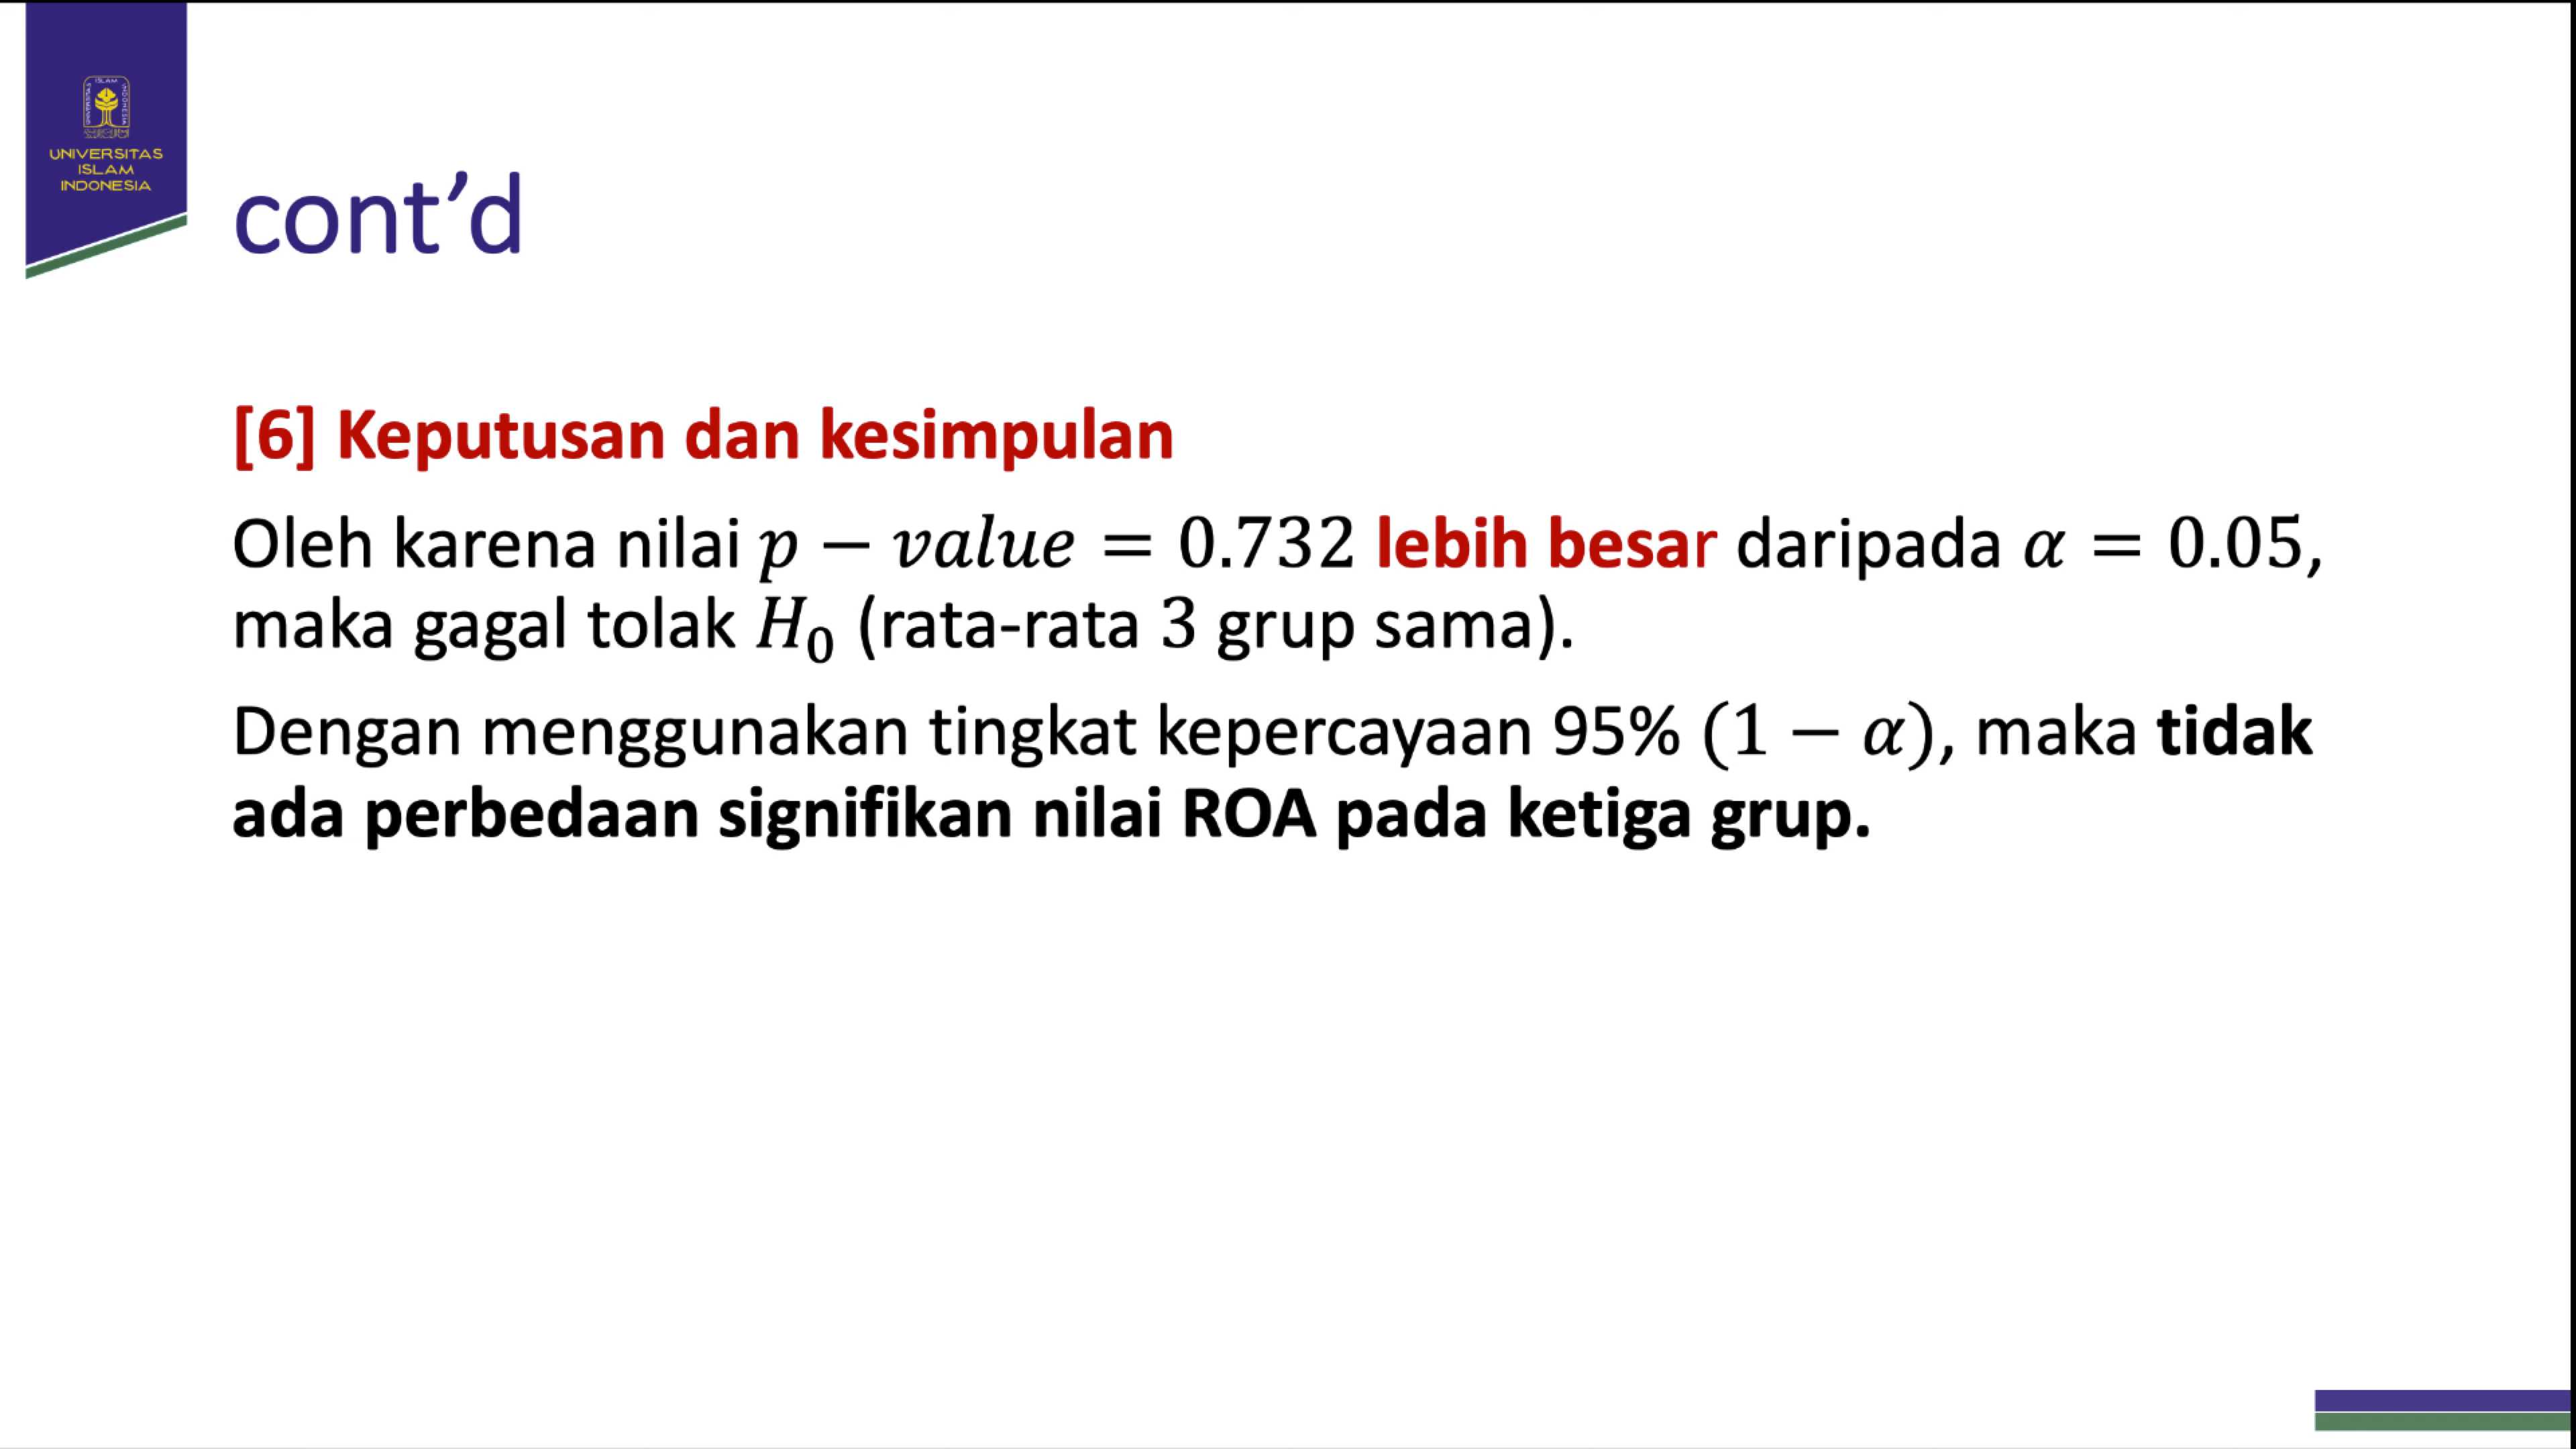 UNIVERSITAS
ISLAM
INDONESIA
cont’d
[6] Keputusan dan kesimpulan
Oleh karena nilai p − value = 0.732 lebih besar daripada α = 0.05,
maka gagal tolak H₀ (rata-rata 3 grup sama).
Dengan menggunakan tingkat kepercayaan 95% (1 − α), maka tidak
ada perbedaan signifikan nilai ROA pada ketiga grup.